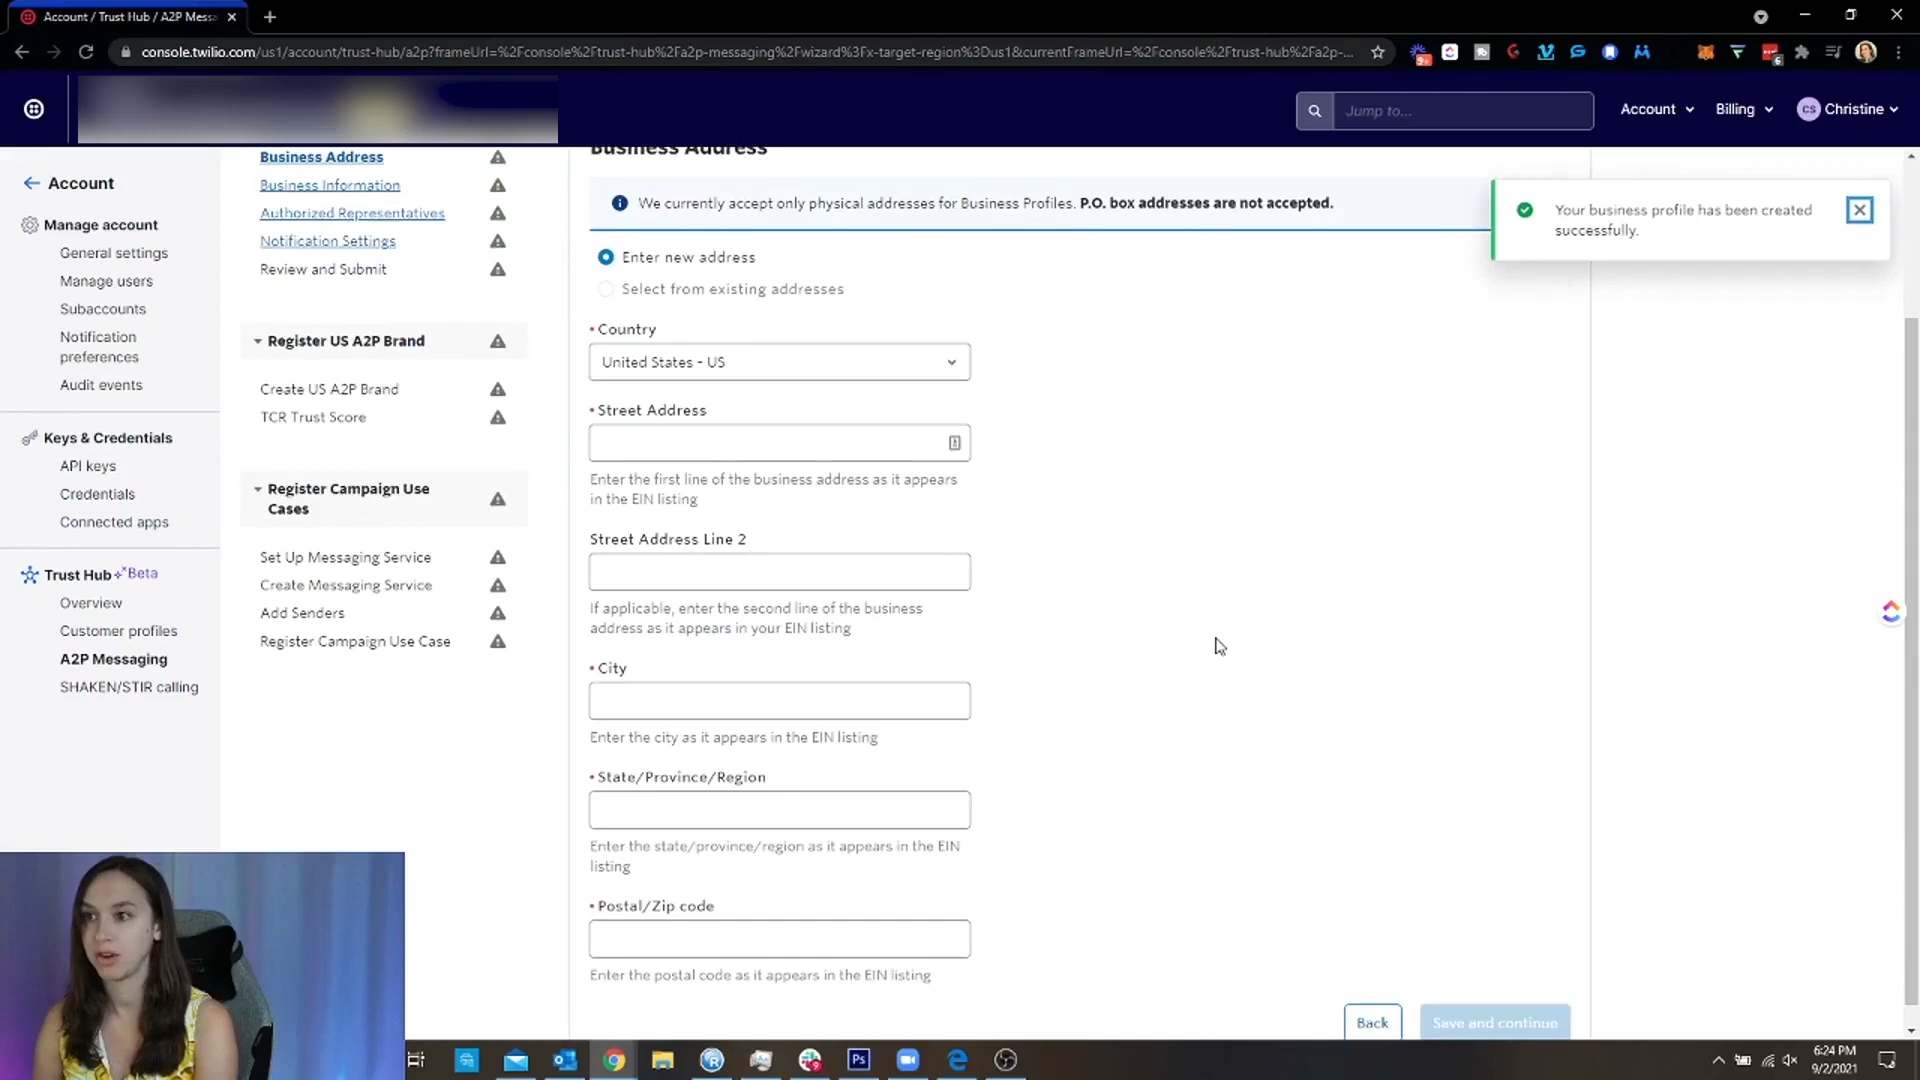 Account / Trust Hub / A2P Messa
console.twilio.com/us1/account/trust-hub/a2p?frameUrl=%2Fconsole%2Ftrust-hub%2Fa2p-messaging%2Fwizard%3Fx-target-region%3Dus1&currentFrameUrl=%2Fconsole%2Ftrust-hub%2Fa2p-...
Jump to...
Account
Billing
CS
Christine
Account
Manage account
General settings
Manage users
Subaccounts
Notification
preferences
Audit events
Keys & Credentials
API keys
Credentials
Connected apps
Trust Hub Beta
Overview
Customer profiles
A2P Messaging
SHAKEN/STIR calling
Business Address
Business Information
Authorized Representatives
Notification Settings
Review and Submit
Register US A2P Brand
Create US A2P Brand
TCR Trust Score
Register Campaign Use
Cases
Set Up Messaging Service
Create Messaging Service
Add Senders
Register Campaign Use Case
Business Address
We currently accept only physical addresses for Business Profiles. P.O. box addresses are not accepted.
Your business profile has been created
successfully.
Enter new address
Select from existing addresses
• Country
United States - US
• Street Address
Enter the first line of the business address as it appears
in the EIN listing
Street Address Line 2
If applicable, enter the second line of the business
address as it appears in your EIN listing
• City
Enter the city as it appears in the EIN listing
• State/Province/Region
Enter the state/province/region as it appears in the EIN
listing
• Postal/Zip code
Enter the postal code as it appears in the EIN listing
Back
Save and continue
Ps
6:24 PM
9/2/2021